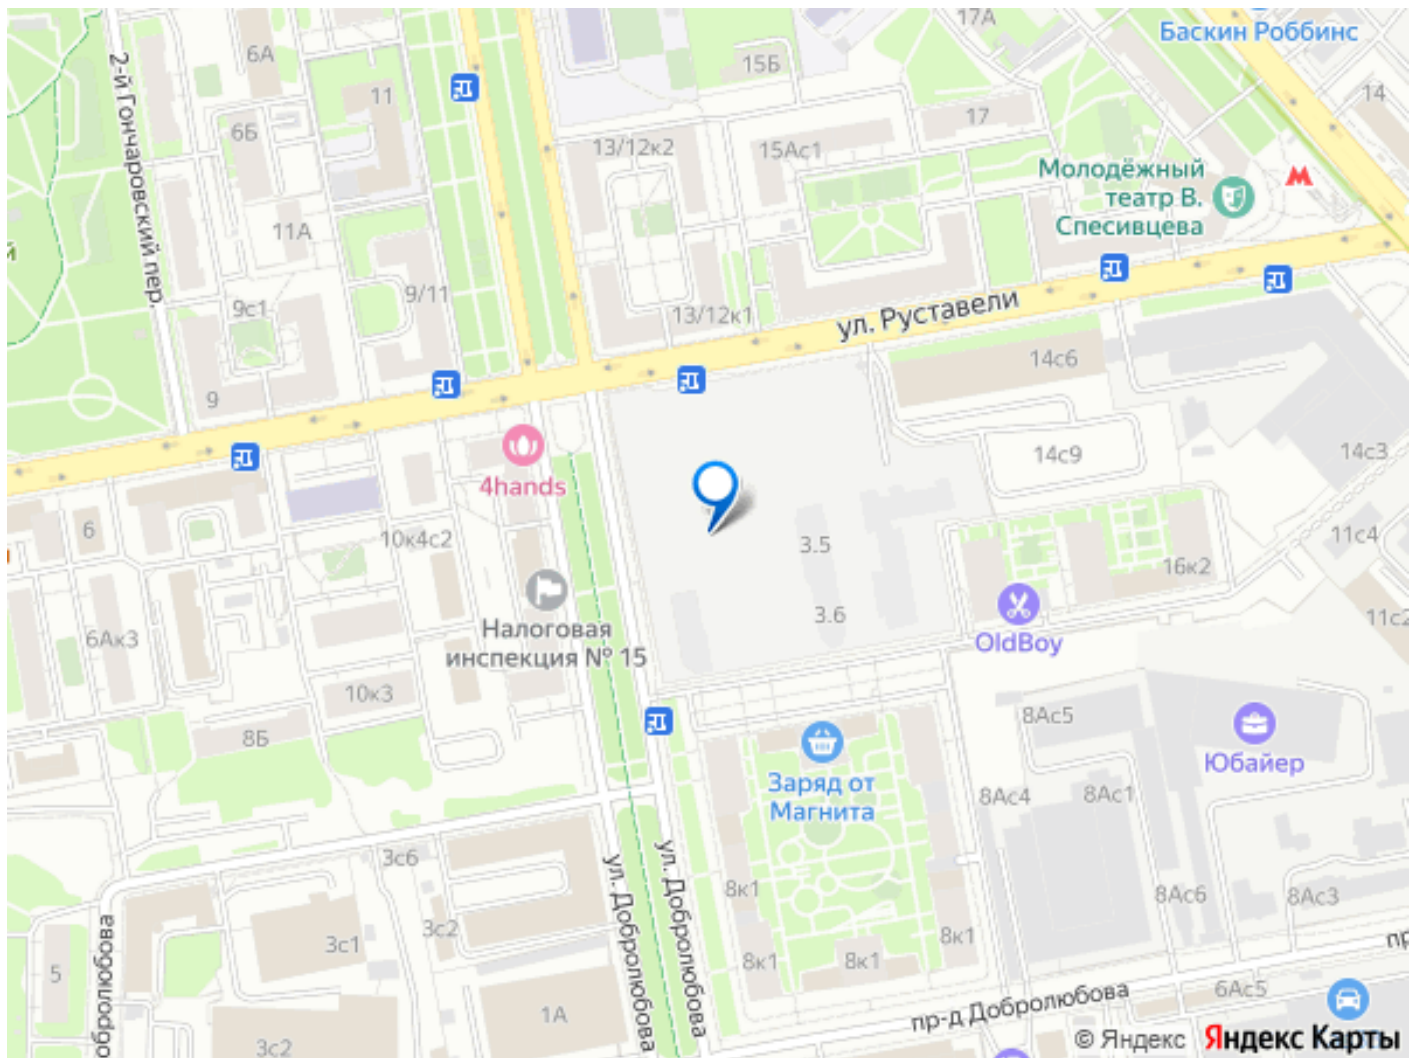 17А
Баскин Роббинс
6А
15Б
2-й Гончаровский пер.
11
14
6Б
17
13/12к2
15Ас1
Молодёжный
театр В.
Спесивцева
11А
й
9/11
9с1
13/12к1
ул. Руставели
14с6
9
14с9
14с3
4hands
6
10к4с2
3.5
11с4
16к2
3.6
11с2
Налоговая
инспекция № 15
OldBoy
6Ак3
10к3
8Ас5
8Б
Юбайер
Заряд от
Магнита
8Ас4
8Ас1
3с6
ул. Добролюбова
ул. Добролюбова
8к1
8Ас6
8Ас3
3с1
3с2
8к1
8к1
8к1
пр
5
обролюбова
1А
пр-д Добролюбова
6Ас5
3с2
© Яндекс Яндекс Карты